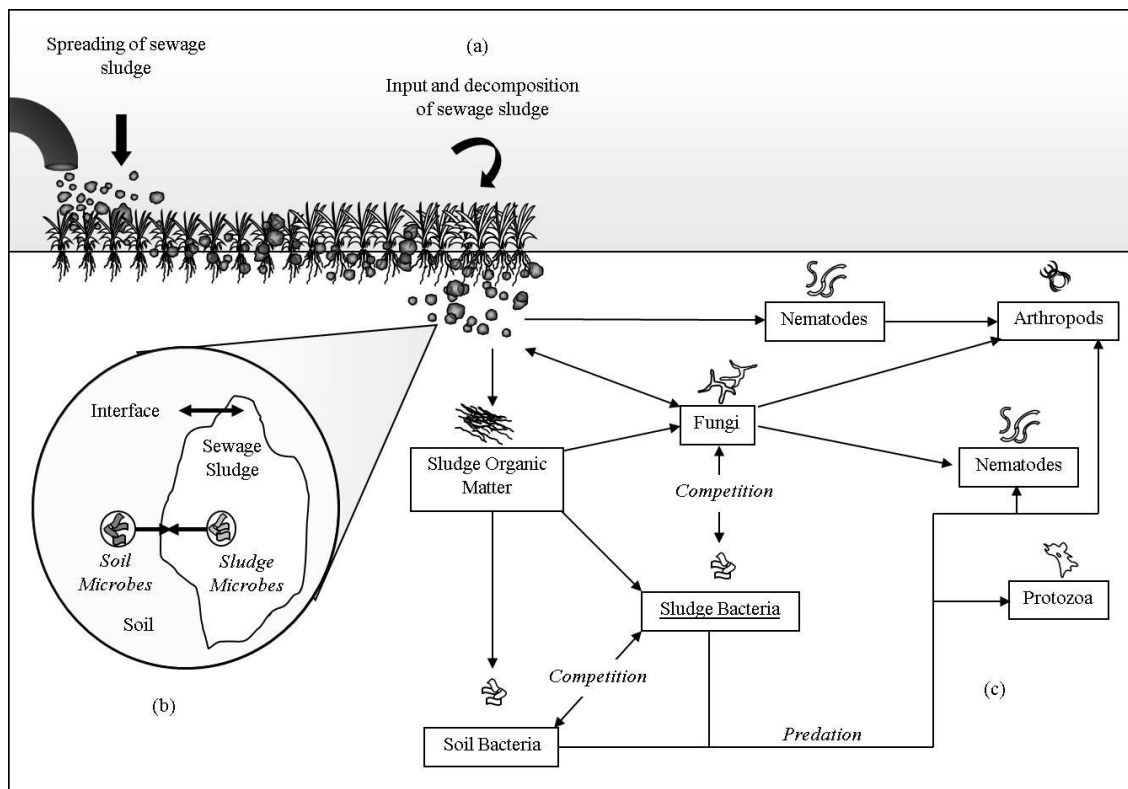 Spreading of sewage
sludge
(a)
Input and decomposition
of sewage sludge
Nematodes
Arthropods
Interface
Sewage
Sludge
Fungi
Sludge Organic
Matter
Nematodes
Competition
Soil
Microbes
Sludge
Microbes
Soil
Sludge Bacteria
Protozoa
Competition
(b)
(c)
Soil Bacteria
Predation